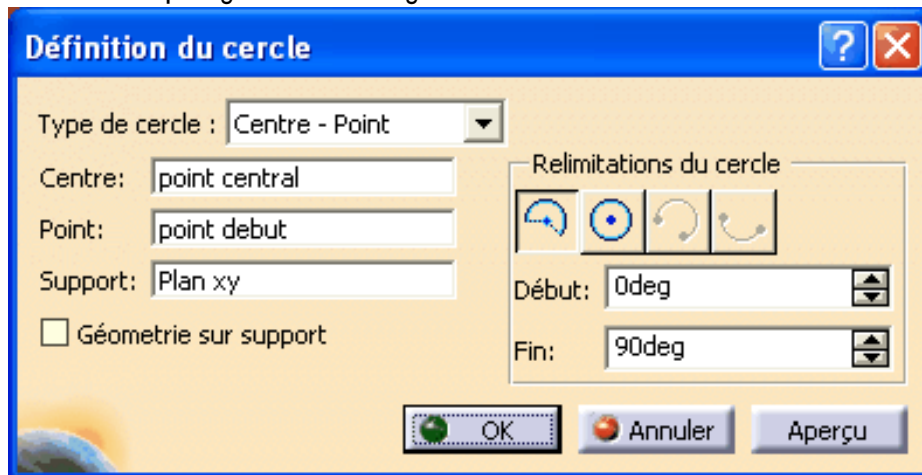 Définition du cercle
Type de cercle : Centre - Point
Centre: point central
Point: point debut
Support: Plan xy
Géometrie sur support
Relimitations du cercle
Début: 0deg
Fin: 90deg
OK Annuler Aperçu